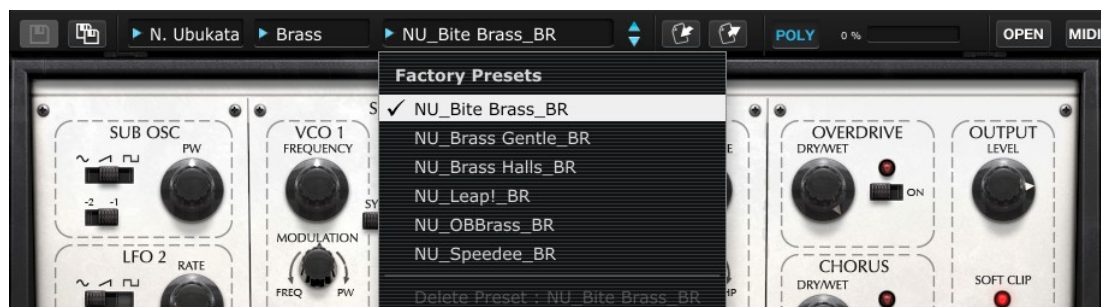 N. Ubukata Brass NU_Bite Brass_BR POLY 0 % OPEN MIDI
Factory Presets
✓ NU_Bite Brass_BR
NU_Brass Gentle_BR
NU_Brass Halls_BR
NU_Leap!_BR
NU_OBBrass_BR
NU_Speedee_BR
Delete Preset : NU_Bite Brass_BR
SUB OSC
PW
-2 -1
LFO 2
RATE
VCO 1
FREQUENCY
MODULATION
FREQ PW
OVERDRIVE
DRY/WET
ON
CHORUS
DRY/WET
OUTPUT
LEVEL
SOFT CLIP